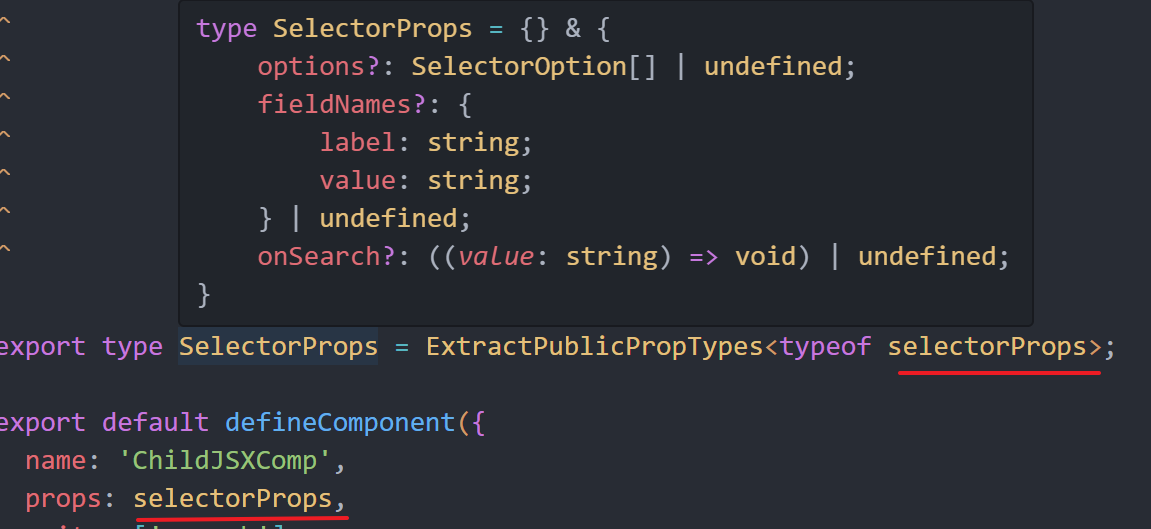 type SelectorProps = {} & {
options?: SelectorOption[] | undefined;
fieldNames?: {
label: string;
value: string;
} | undefined;
onSearch?: ((value: string) => void) | undefined;
}
export type SelectorProps = ExtractPublicPropTypes<typeof selectorProps>;
export default defineComponent({
name: 'ChildJSXComp',
props: selectorProps,